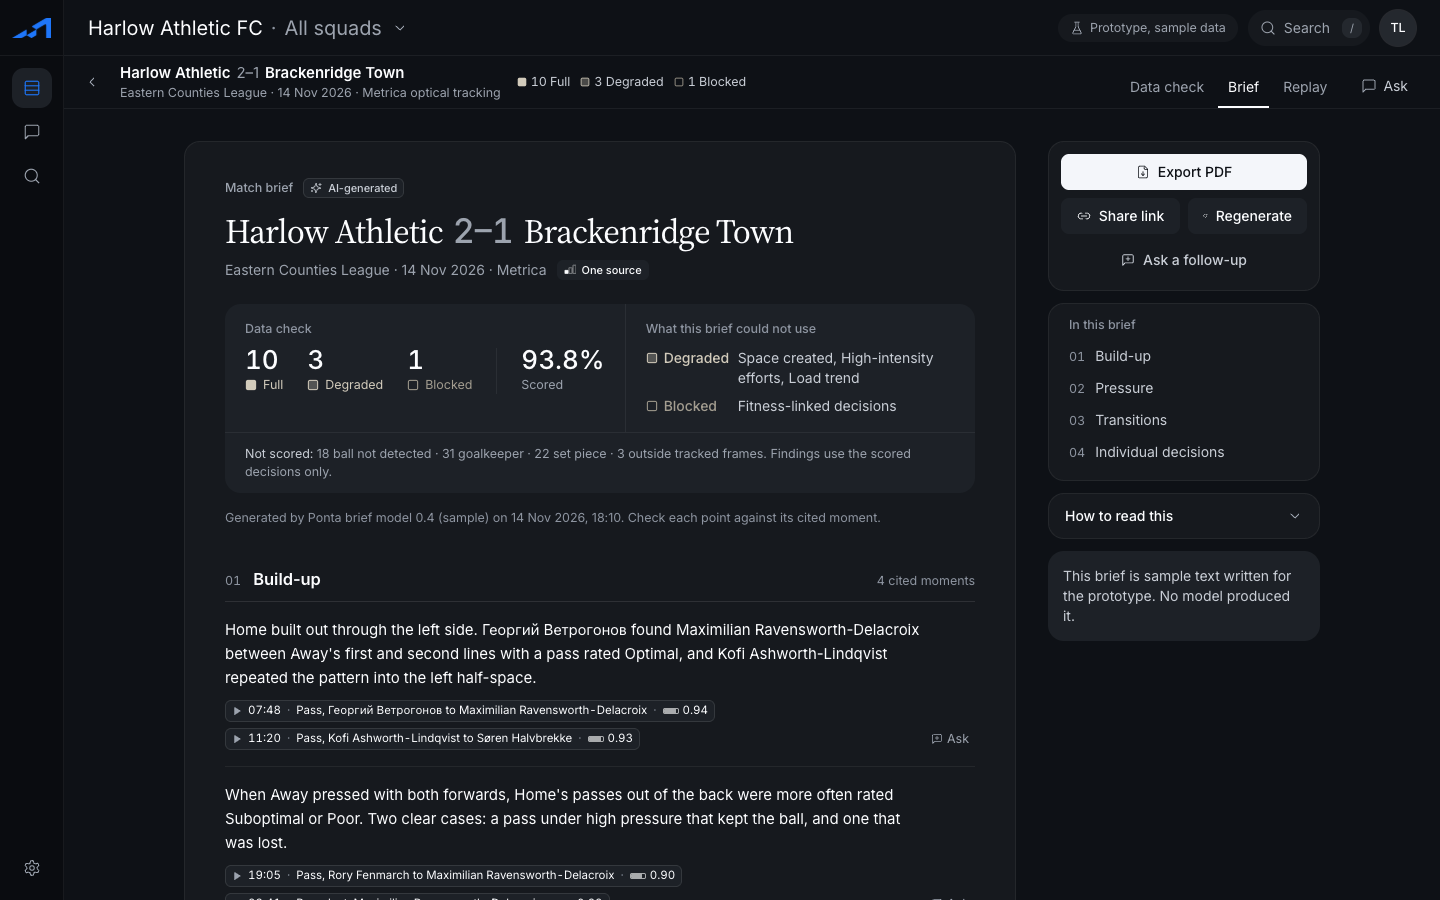 Harlow Athletic FC · All squads
Prototype, sample data
Search /
TL
Harlow Athletic 2–1 Brackenridge Town
Eastern Counties League · 14 Nov 2026 · Metrica optical tracking
10 Full 3 Degraded 1 Blocked
Data check Brief Replay Ask
Match brief AI-generated
Harlow Athletic 2–1 Brackenridge Town
Eastern Counties League · 14 Nov 2026 · Metrica One source
Data check
10 3 1 93.8%
Full Degraded Blocked Scored
What this brief could not use
Degraded Space created, High-intensity
efforts, Load trend
Blocked Fitness-linked decisions
Not scored: 18 ball not detected · 31 goalkeeper · 22 set piece · 3 outside tracked frames. Findings use the scored
decisions only.
Generated by Ponta brief model 0.4 (sample) on 14 Nov 2026, 18:10. Check each point against its cited moment.
01 Build-up 4 cited moments
Home built out through the left side. Георгий Ветрогонов found Maximilian Ravensworth-Delacroix
between Away's first and second lines with a pass rated Optimal, and Kofi Ashworth-Lindqvist
repeated the pattern into the left half-space.
07:48 · Pass, Георгий Ветрогонов to Maximilian Ravensworth-Delacroix · 0.94
11:20 · Pass, Kofi Ashworth-Lindqvist to Søren Halvbrekke · 0.93
Ask
When Away pressed with both forwards, Home's passes out of the back were more often rated
Suboptimal or Poor. Two clear cases: a pass under high pressure that kept the ball, and one that
was lost.
19:05 · Pass, Rory Fenmarch to Maximilian Ravensworth-Delacroix · 0.90
Export PDF
Share link
Regenerate
Ask a follow-up
In this brief
01 Build-up
02 Pressure
03 Transitions
04 Individual decisions
How to read this
This brief is sample text written for
the prototype. No model produced
it.